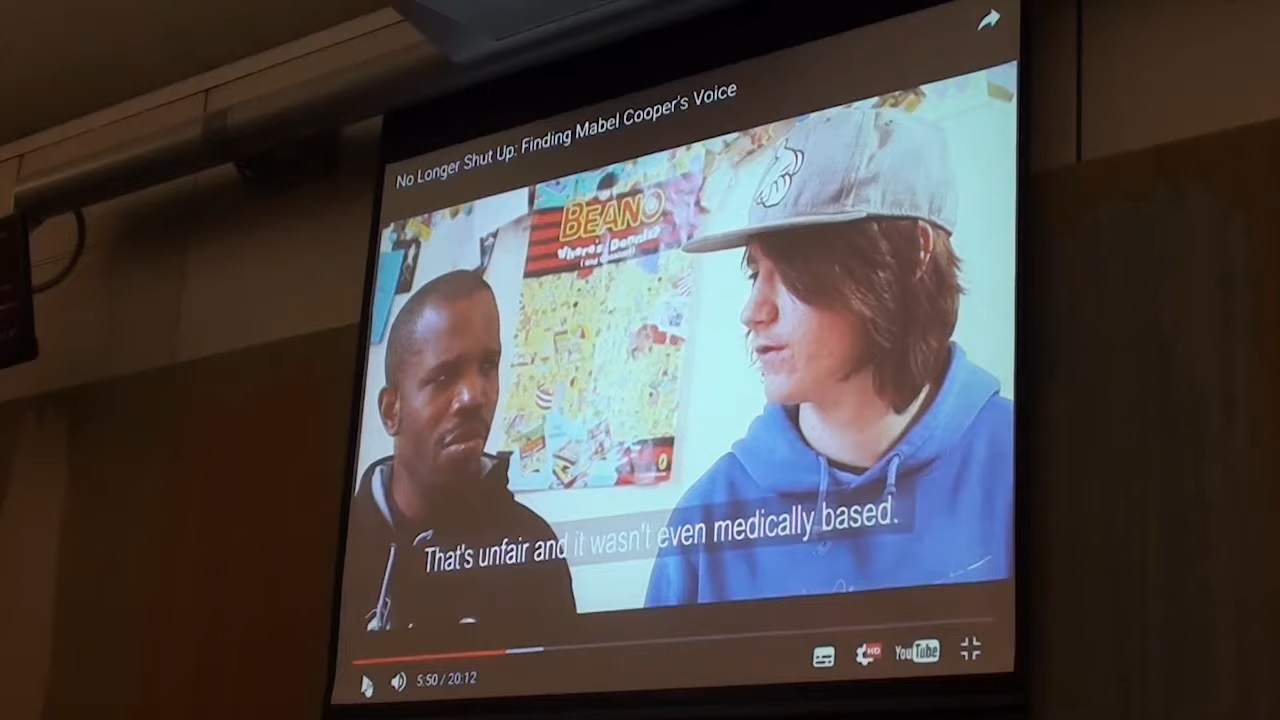 No Longer Shut Up: Finding Mabel Cooper's Voice
BEANO
Where's Dennis?
That's unfair and it wasn't even medically based.
HD
YouTube
5:50 / 20:12